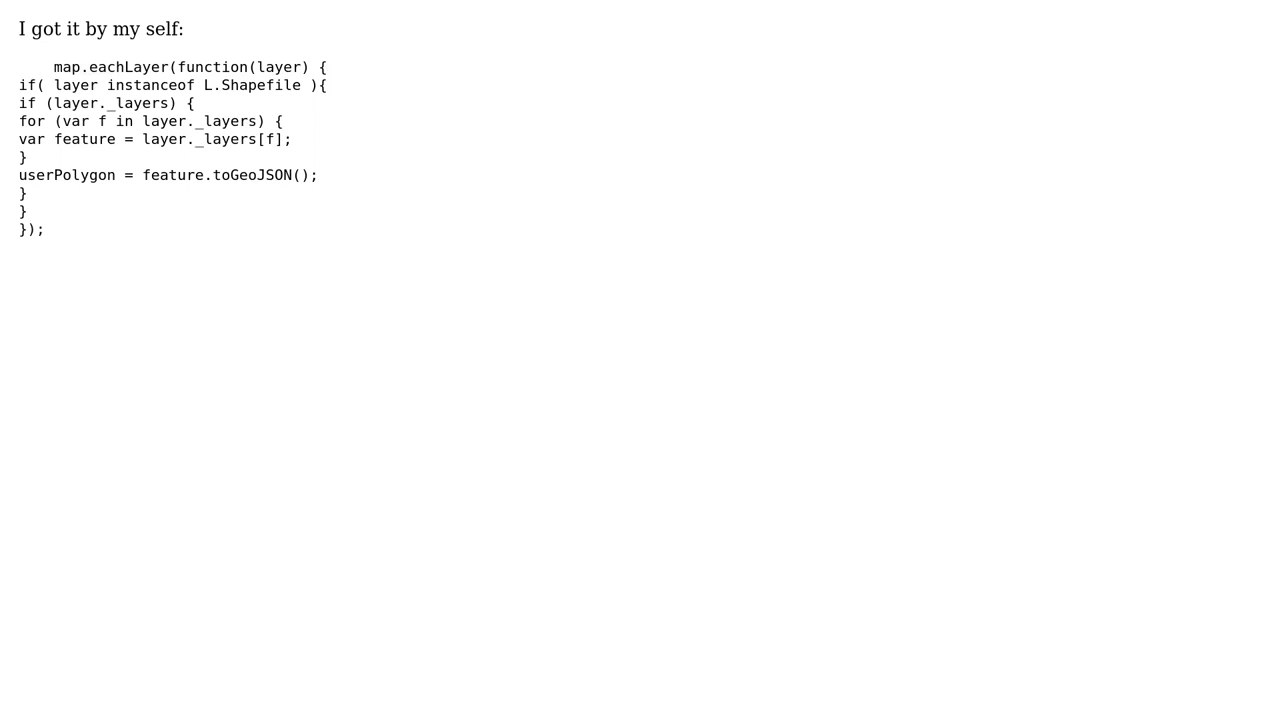 I got it by my self:
    map.eachLayer(function(layer) {
if( layer instanceof L.Shapefile ){
if (layer._layers) {
for (var f in layer._layers) {
var feature = layer._layers[f];
}
userPolygon = feature.toGeoJSON();
}
}
});